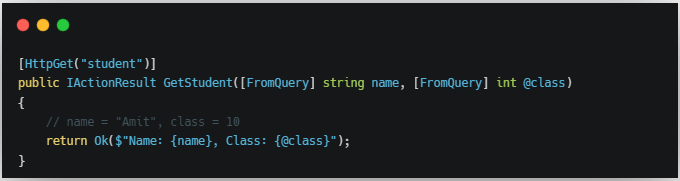 [HttpGet("student")]
public IActionResult GetStudent([FromQuery] string name, [FromQuery] int @class)
{
    // name = "Amit", class = 10
    return Ok($"Name: {name}, Class: {@class}");
}